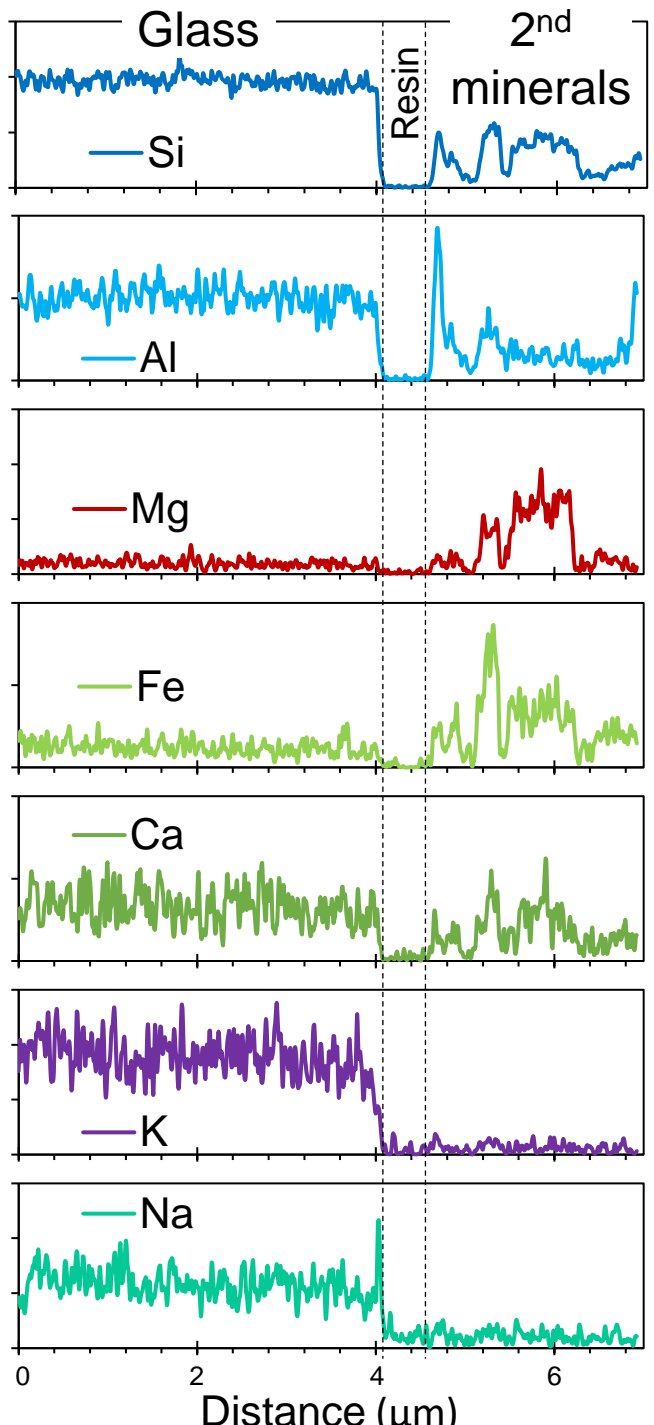 Glass
Resin
2nd
minerals
Si
Al
Mg
Fe
Ca
K
Na
0 2 4 6
Distance (μm)